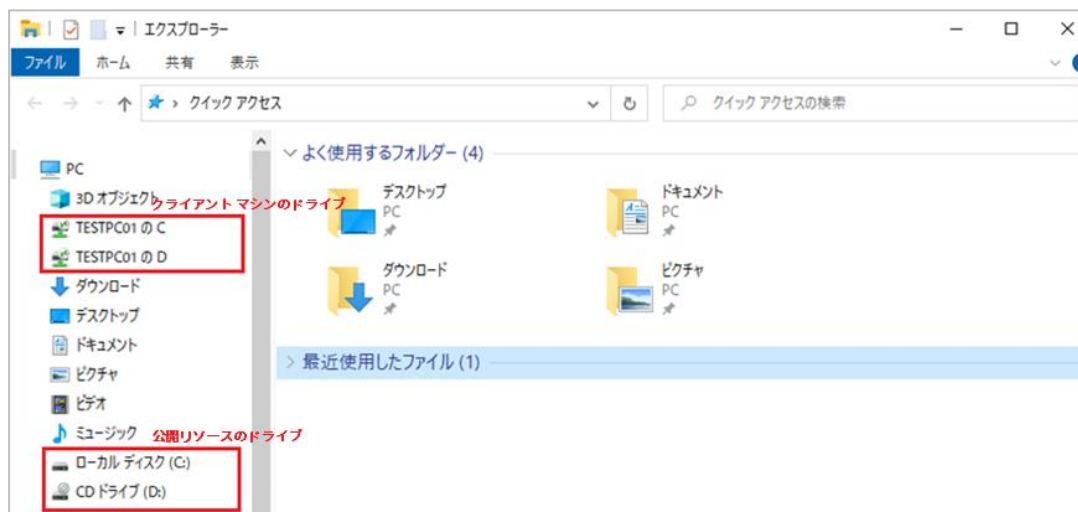 エクスプローラー
ファイル ホーム 共有 表示
クイック アクセス
クイック アクセスの検索
PC
3D オブジェクト
クライアント マシンのドライブ
TESTPC01 の C
TESTPC01 の D
ダウンロード
デスクトップ
ドキュメント
ピクチャ
ビデオ
ミュージック
公開リソースのドライブ
ローカル ディスク (C:)
CD ドライブ (D:)
よく使用するフォルダー (4)
デスクトップ
PC
ドキュメント
PC
ダウンロード
PC
ピクチャ
PC
最近使用したファイル (1)